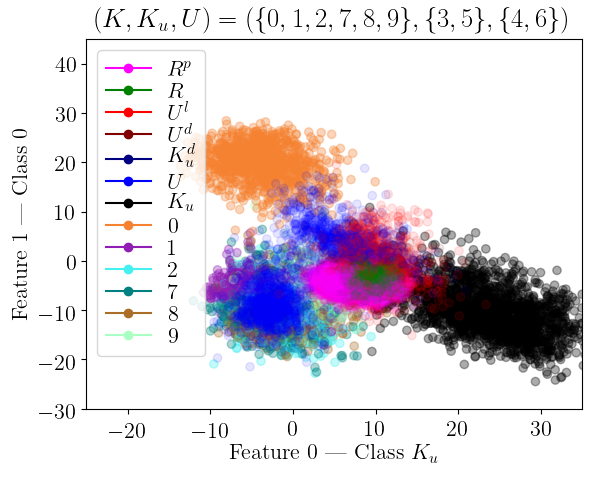 (K, K_u, U) = ({0, 1, 2, 7, 8, 9}, {3, 5}, {4, 6})
R^p
R
U^l
U^d
K_u^d
U
K_u
0
1
2
7
8
9
40
30
20
10
0
−10
−20
−30
Feature 1 — Class 0
−20
−10
0
10
20
30
Feature 0 — Class K_u